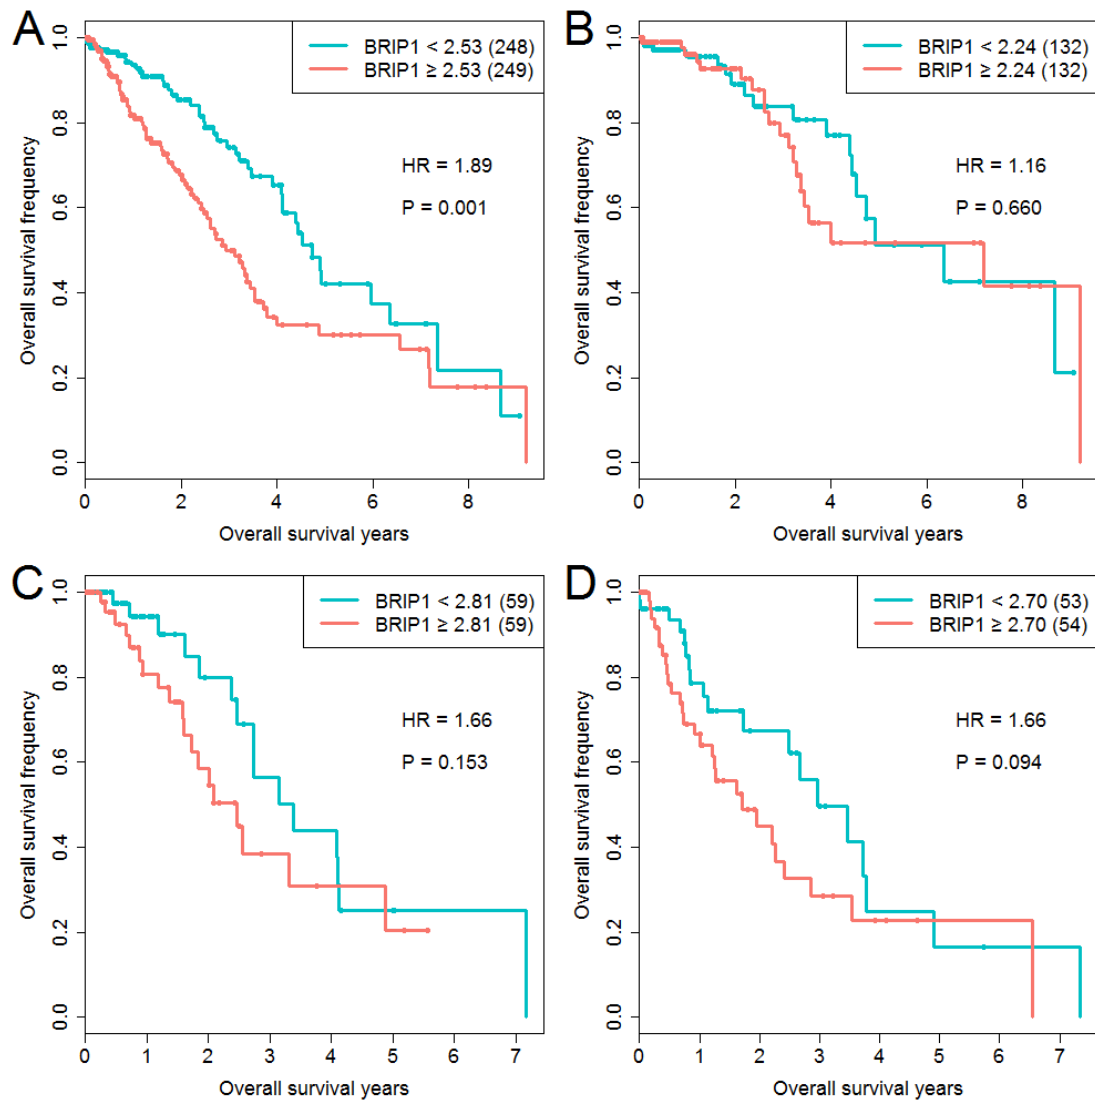 A
BRIP1 < 2.53 (248)
BRIP1 ≥ 2.53 (249)
HR = 1.89
P = 0.001
Overall survival frequency
0.0 0.2 0.4 0.6 0.8 1.0
0 2 4 6 8
Overall survival years
B
BRIP1 < 2.24 (132)
BRIP1 ≥ 2.24 (132)
HR = 1.16
P = 0.660
Overall survival frequency
0.0 0.2 0.4 0.6 0.8 1.0
0 2 4 6 8
Overall survival years
C
BRIP1 < 2.81 (59)
BRIP1 ≥ 2.81 (59)
HR = 1.66
P = 0.153
Overall survival frequency
0.0 0.2 0.4 0.6 0.8 1.0
0 1 2 3 4 5 6 7
Overall survival years
D
BRIP1 < 2.70 (53)
BRIP1 ≥ 2.70 (54)
HR = 1.66
P = 0.094
Overall survival frequency
0.0 0.2 0.4 0.6 0.8 1.0
0 1 2 3 4 5 6 7
Overall survival years